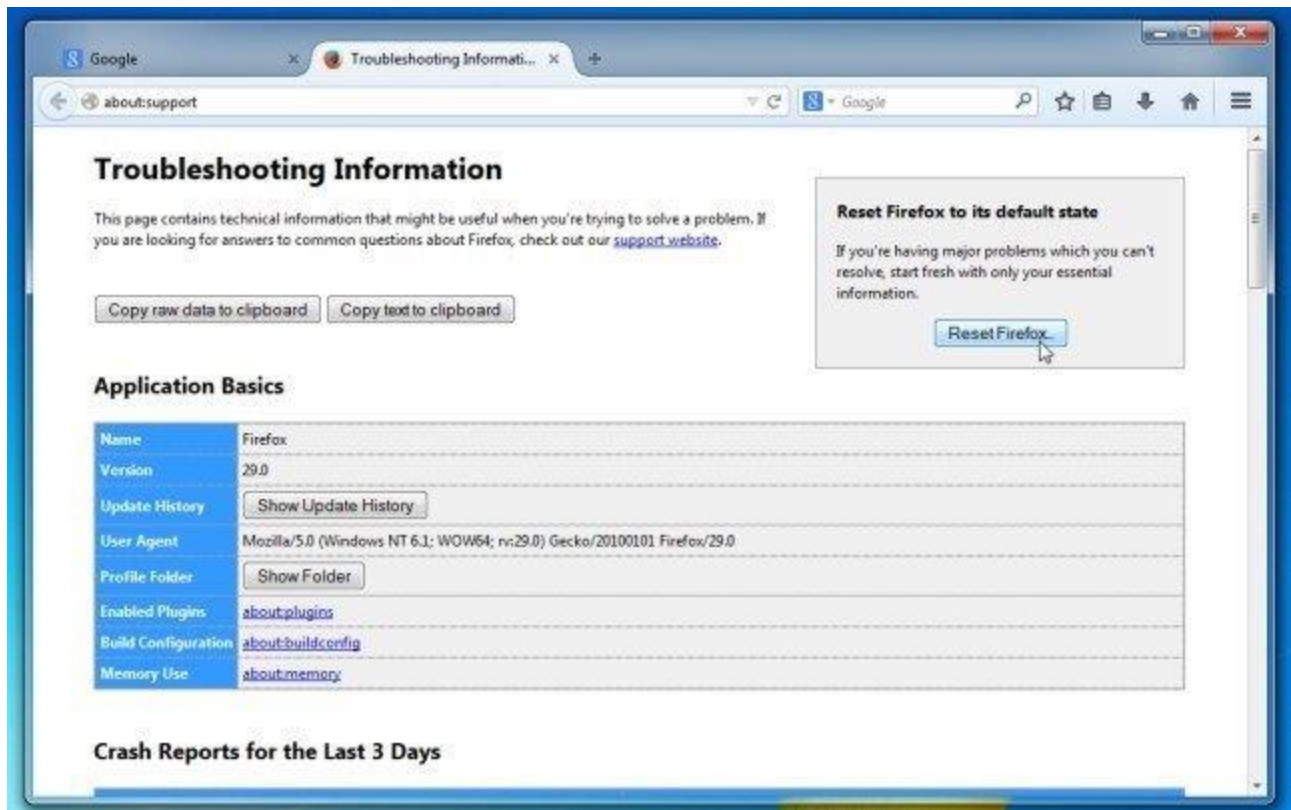 Google
Troubleshooting Informati...
about:support
Google
Troubleshooting Information
This page contains technical information that might be useful when you're trying to solve a problem. If
you are looking for answers to common questions about Firefox, check out our support website.
Copy raw data to clipboard Copy text to clipboard
Reset Firefox to its default state
If you're having major problems which you can't
resolve, start fresh with only your essential
information.
Reset Firefox...
Application Basics
Name Firefox
Version 29.0
Update History Show Update History
User Agent Mozilla/5.0 (Windows NT 6.1; WOW64; rv:29.0) Gecko/20100101 Firefox/29.0
Profile Folder Show Folder
Enabled Plugins about:plugins
Build Configuration about:buildconfig
Memory Use about:memory
Crash Reports for the Last 3 Days